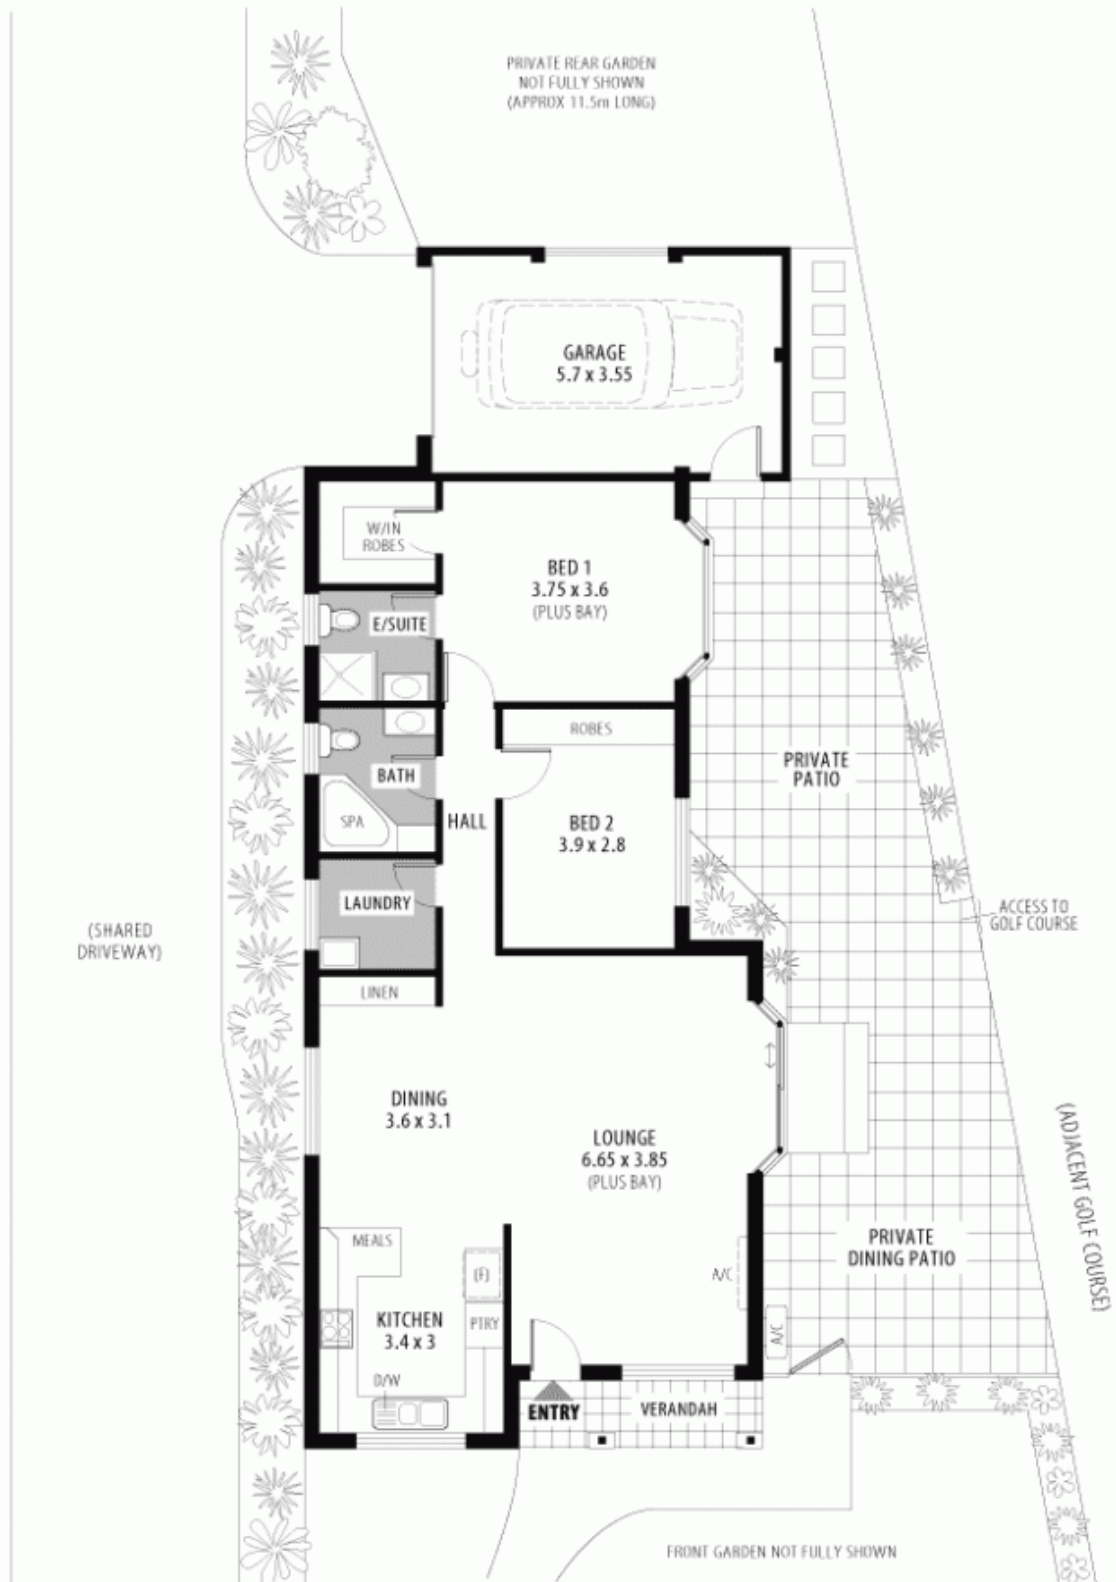 PRIVATE REAR GARDEN
NOT FULLY SHOWN
(APPROX 11.5m LONG)
GARAGE
5.7 x 3.55
W/IN
ROBES
BED 1
3.75 x 3.6
(PLUS BAY)
E/SUITE
ROBES
BATH
PRIVATE
PATIO
SPA
HALL
BED 2
3.9 x 2.8
LAUNDRY
ACCESS TO
GOLF COURSE
(SHARED
DRIVEWAY)
LINEN
DINING
3.6 x 3.1
LOUNGE
6.65 x 3.85
(PLUS BAY)
(ADJACENT GOLF COURSE)
MEALS
PRIVATE
DINING PATIO
(F)
A/C
KITCHEN
3.4 x 3
PTRY
A/C
D/W
ENTRY
VERANDAH
FRONT GARDEN NOT FULLY SHOWN